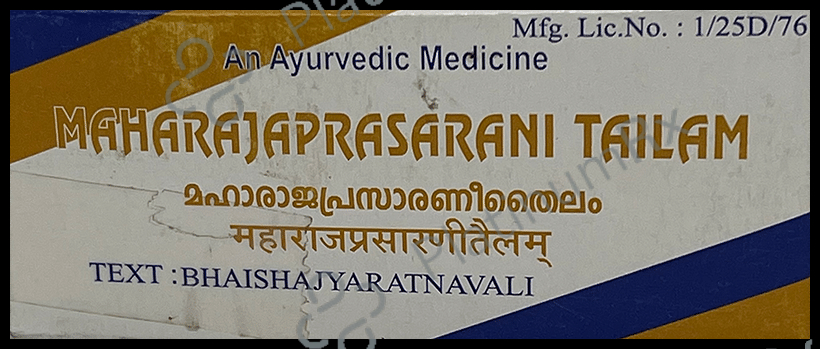 Mfg. Lic.No. : 1/25D/76
An Ayurvedic Medicine
MAHARAJAPRASARANI TAILAM
മഹാരാജപ്രസാരണീതൈലം
महाराजप्रसारणीतैलम्
TEXT : BHAISHAJYARATNAVALI
PlatinumRx